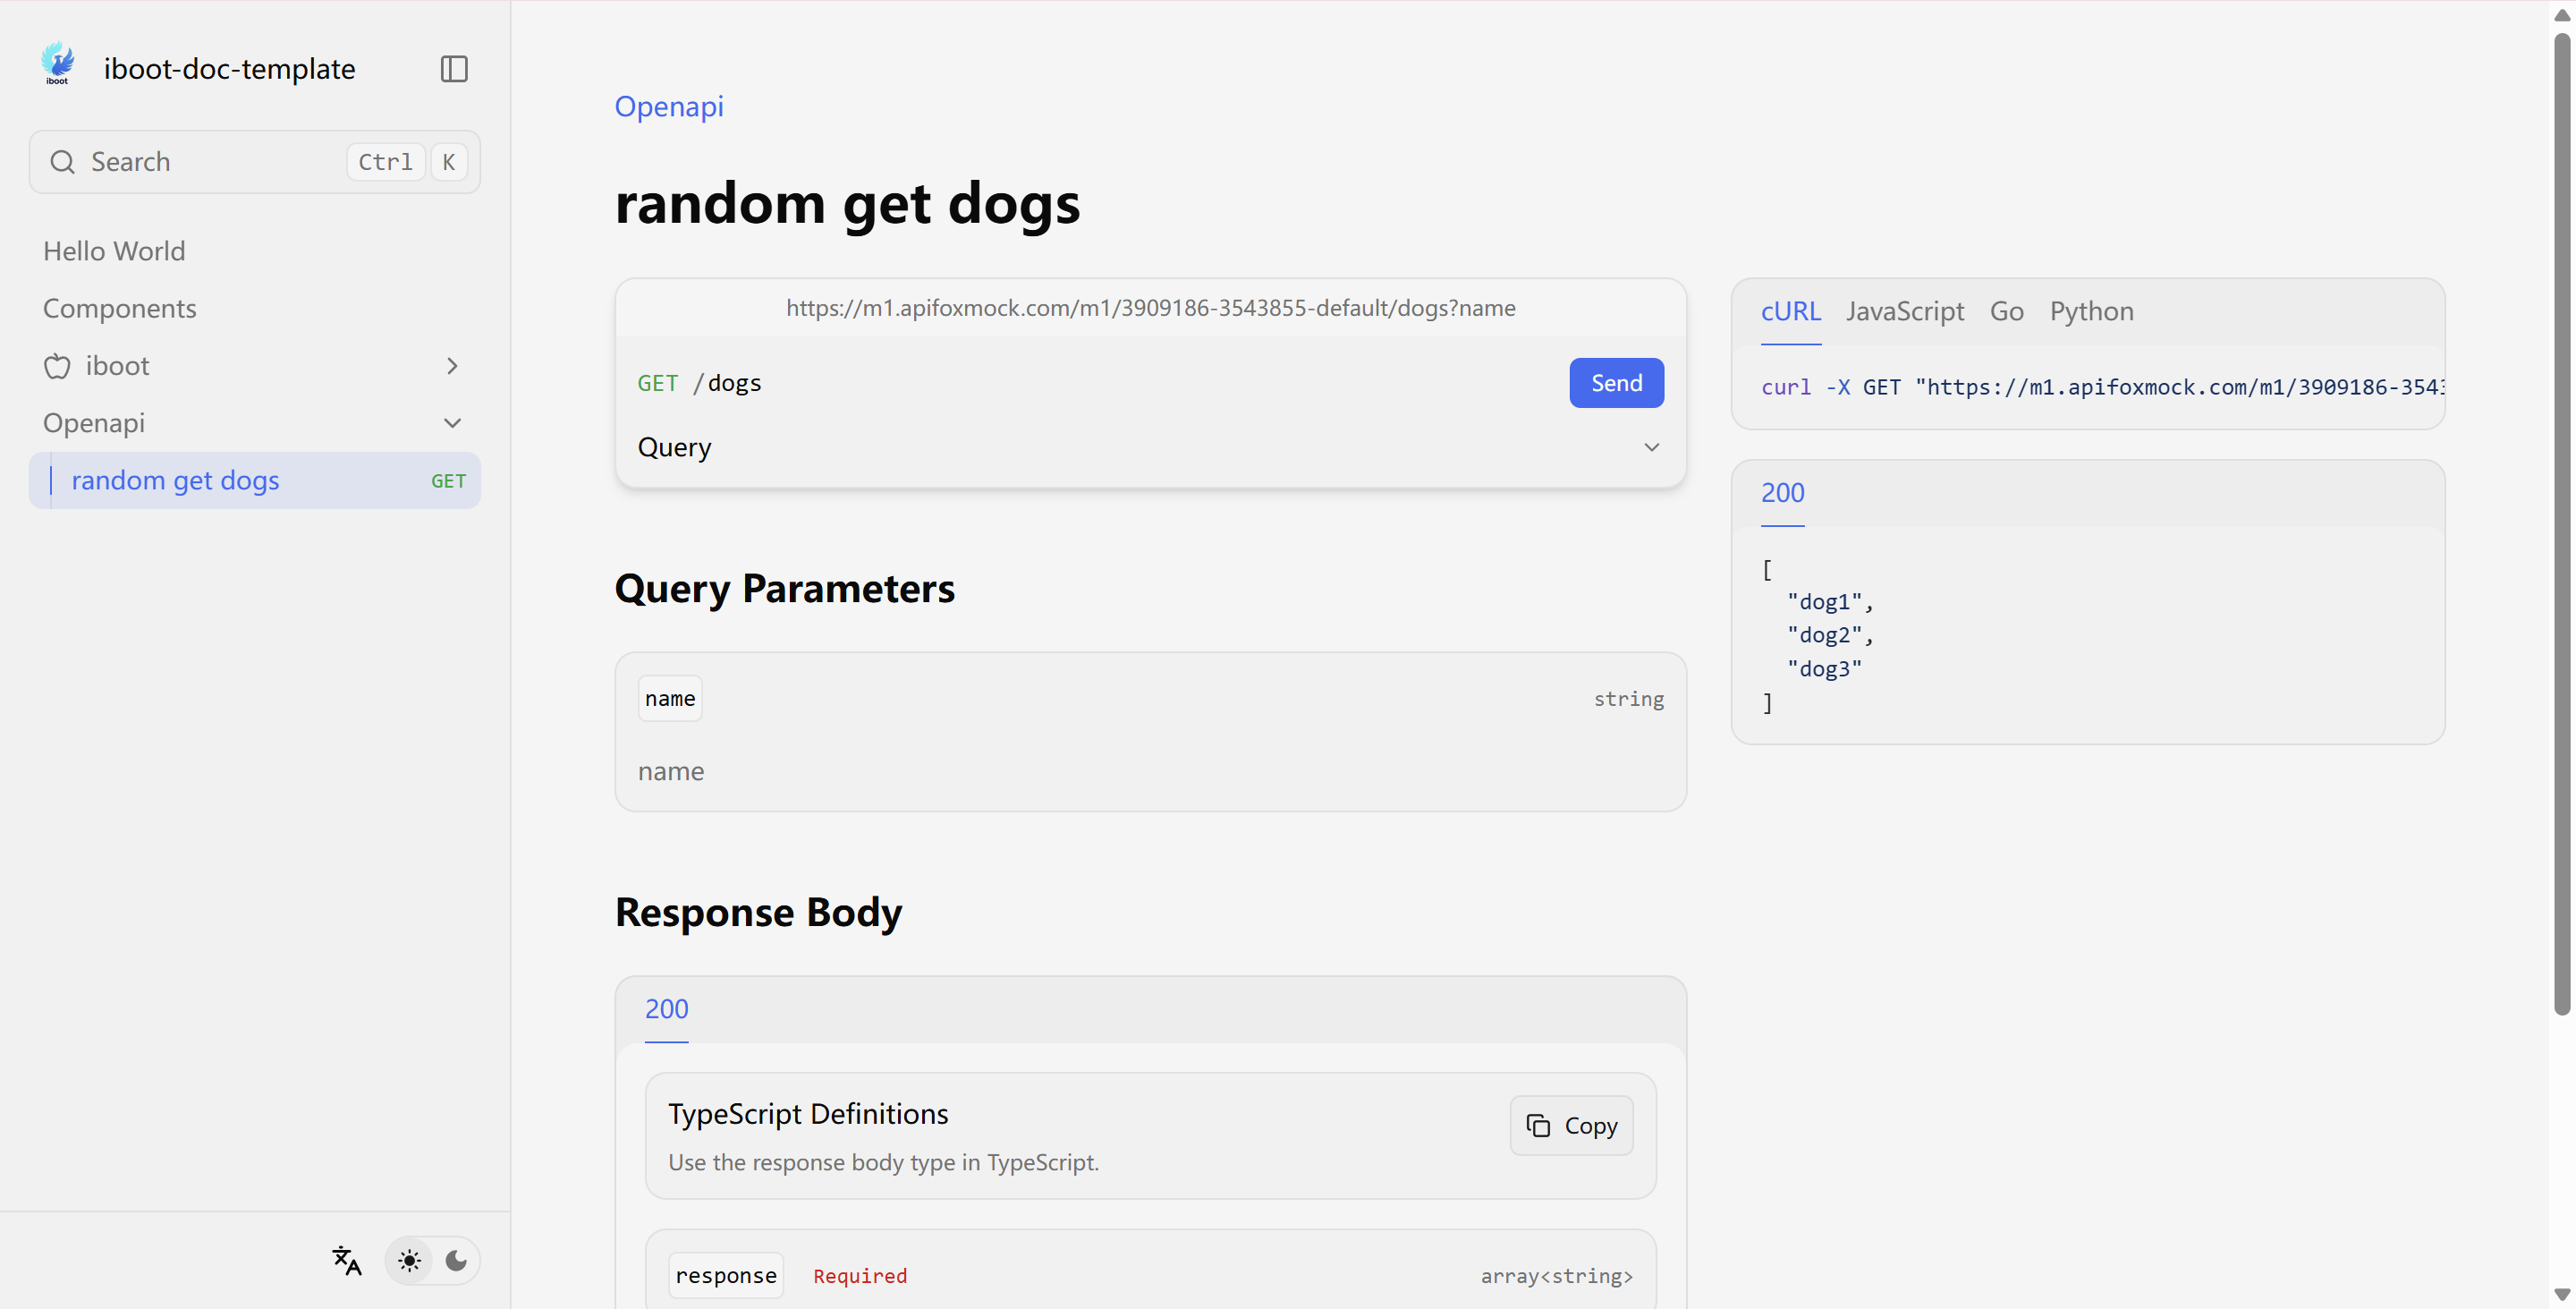 iboot
iboot-doc-template
Search Ctrl K
Hello World
Components
iboot
Openapi
random get dogs GET
Openapi
random get dogs
https://m1.apifoxmock.com/m1/3909186-3543855-default/dogs?name
GET /dogs Send
Query
Query Parameters
name string
name
Response Body
200
TypeScript Definitions
Copy
Use the response body type in TypeScript.
response Required array<string>
cURL JavaScript Go Python
curl -X GET "https://m1.apifoxmock.com/m1/3909186-3543
200
[
"dog1",
"dog2",
"dog3"
]